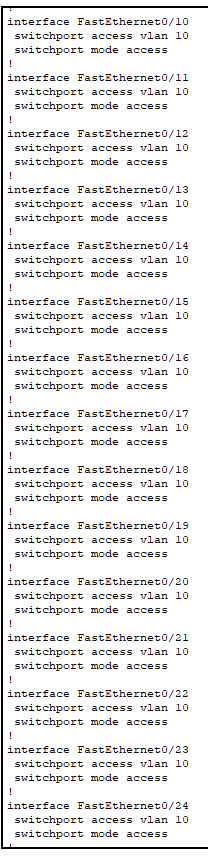 !
interface FastEthernet0/10
 switchport access vlan 10
 switchport mode access
!
interface FastEthernet0/11
 switchport access vlan 10
 switchport mode access
!
interface FastEthernet0/12
 switchport access vlan 10
 switchport mode access
!
interface FastEthernet0/13
 switchport access vlan 10
 switchport mode access
!
interface FastEthernet0/14
 switchport access vlan 10
 switchport mode access
!
interface FastEthernet0/15
 switchport access vlan 10
 switchport mode access
!
interface FastEthernet0/16
 switchport access vlan 10
 switchport mode access
!
interface FastEthernet0/17
 switchport access vlan 10
 switchport mode access
!
interface FastEthernet0/18
 switchport access vlan 10
 switchport mode access
!
interface FastEthernet0/19
 switchport access vlan 10
 switchport mode access
!
interface FastEthernet0/20
 switchport access vlan 10
 switchport mode access
!
interface FastEthernet0/21
 switchport access vlan 10
 switchport mode access
!
interface FastEthernet0/22
 switchport access vlan 10
 switchport mode access
!
interface FastEthernet0/23
 switchport access vlan 10
 switchport mode access
!
interface FastEthernet0/24
 switchport access vlan 10
 switchport mode access
!